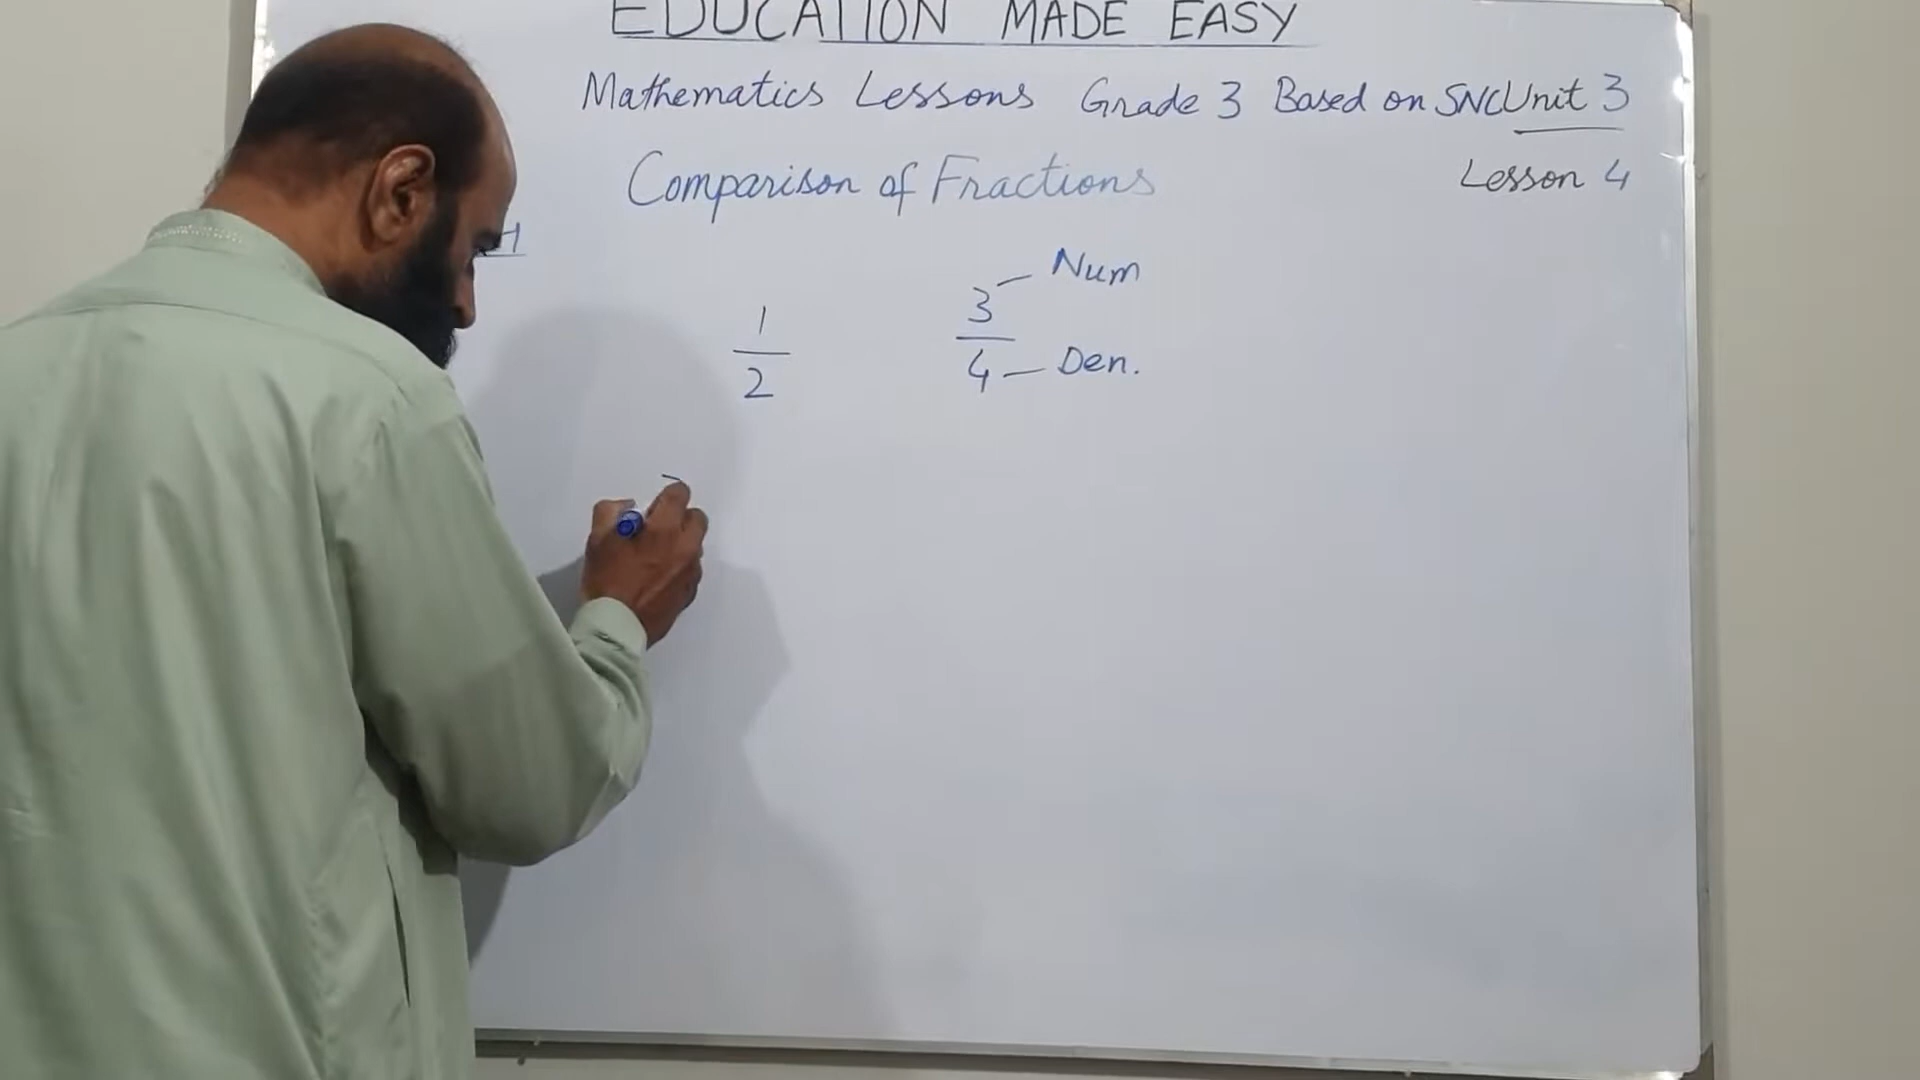 EDUCATION MADE EASY
Mathematics Lessons Grade 3 Based on SNC Unit 3
Comparison of Fractions
Lesson 4
1
2
3 Num
4 Den.